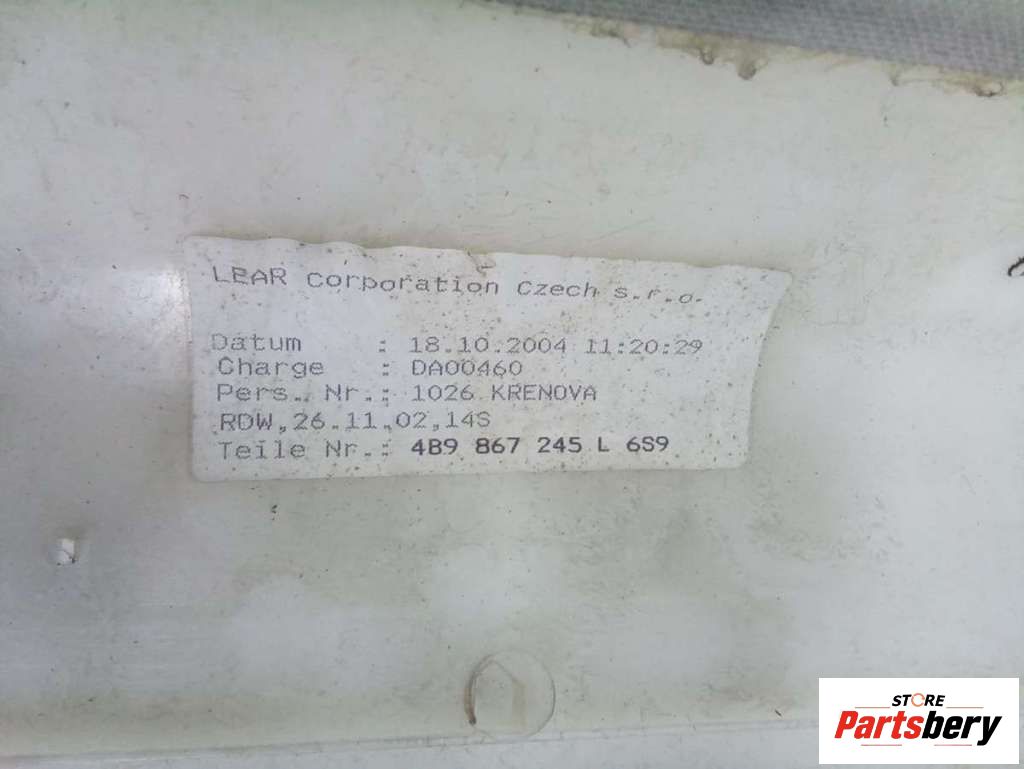 LEAR Corporation Czech s.r.o.
Datum : 18.10.2004 11:20:29
Charge : DA00460
Pers. Nr.: 1026 KRENOVA
RDW,26.11.02,14S
Teile Nr.: 4B9 867 245 L 6S9
STORE
Partsbery